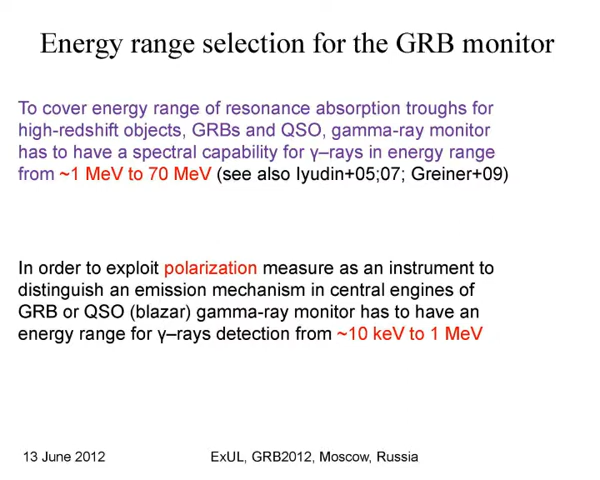 Energy range selection for the GRB monitor
To cover energy range of resonance absorption troughs for
high-redshift objects, GRBs and QSO, gamma-ray monitor
has to have a spectral capability for γ–rays in energy range
from ~1 MeV to 70 MeV (see also Iyudin+05;07; Greiner+09)
In order to exploit polarization measure as an instrument to
distinguish an emission mechanism in central engines of
GRB or QSO (blazar) gamma-ray monitor has to have an
energy range for γ–rays detection from ~10 keV to 1 MeV
13 June 2012
ExUL, GRB2012, Moscow, Russia